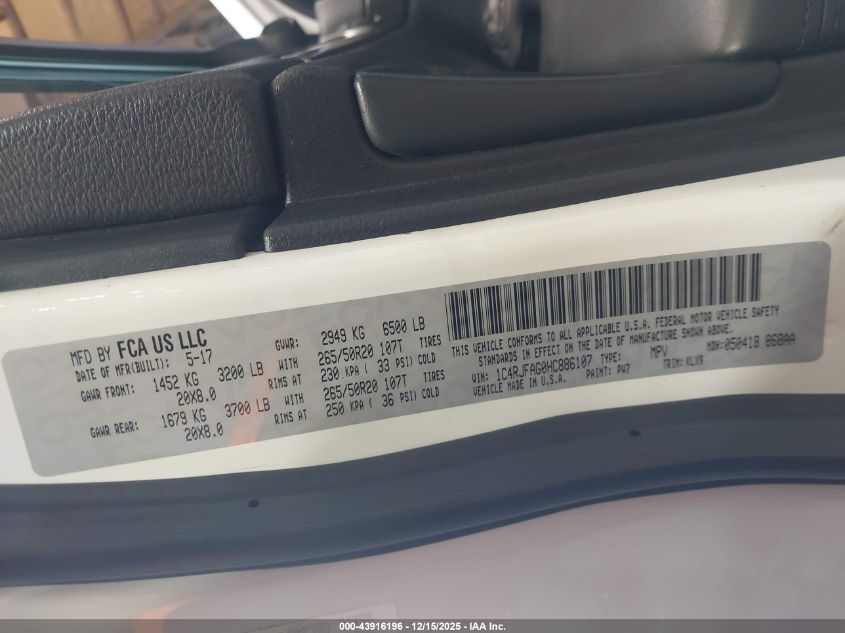 MFD BY FCA US LLC
DATE OF MFR(BUILT): 5-17 GVWR: 2949 KG 6500 LB
GAWR FRONT: 1452 KG 3200 LB WITH 265/50R20 107T TIRES
20X8.0 RIMS AT 230 KPA ( 33 PSI) COLD
GAWR REAR: 1679 KG 3700 LB WITH 265/50R20 107T TIRES
20X8.0 RIMS AT 250 KPA ( 36 PSI) COLD
THIS VEHICLE CONFORMS TO ALL APPLICABLE U.S.A. FEDERAL MOTOR VEHICLE SAFETY
STANDARDS IN EFFECT ON THE DATE OF MANUFACTURE SHOWN ABOVE.
VIN: 1C4RJFAG0HC886107 TYPE: MPV MDH: 050418 868AA
VEHICLE MADE IN U.S.A. PAINT: PW7 TRIM: KLX9
000-43916196 - 12/15/2025 - IAA Inc.